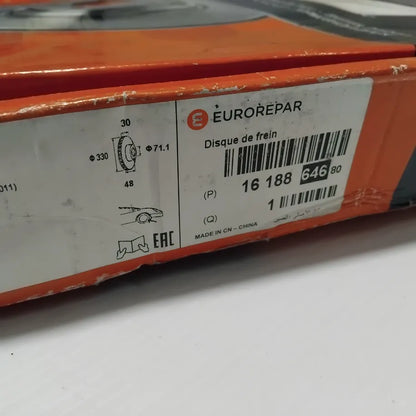 30
Φ 330
Φ 71.1
48
011)
EAC
EUROREPAR
Disque de frein
(P) 16 188 646 80
(Q) 1
MADE IN CN – CHINA